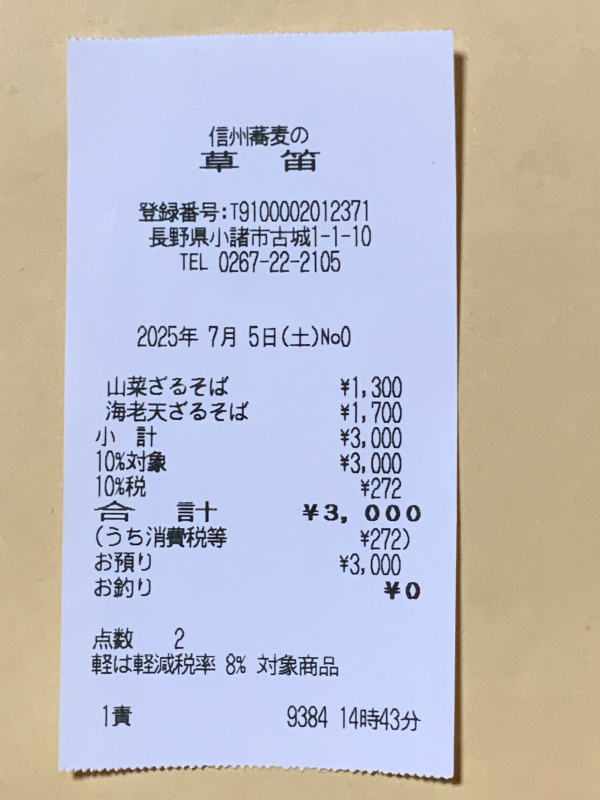 信州蕎麦の
草笛
登録番号:T9100002012371
長野県小諸市古城1-1-10
TEL 0267-22-2105
2025年 7月 5日(土)No0
山菜ざるそば ¥1,300
海老天ざるそば ¥1,700
小計 ¥3,000
10%対象 ¥3,000
10%税 ¥272
合計 ¥3,000
(うち消費税等 ¥272)
お預り ¥3,000
お釣り ¥0
点数 2
軽は軽減税率 8% 対象商品
1責 9384 14時43分